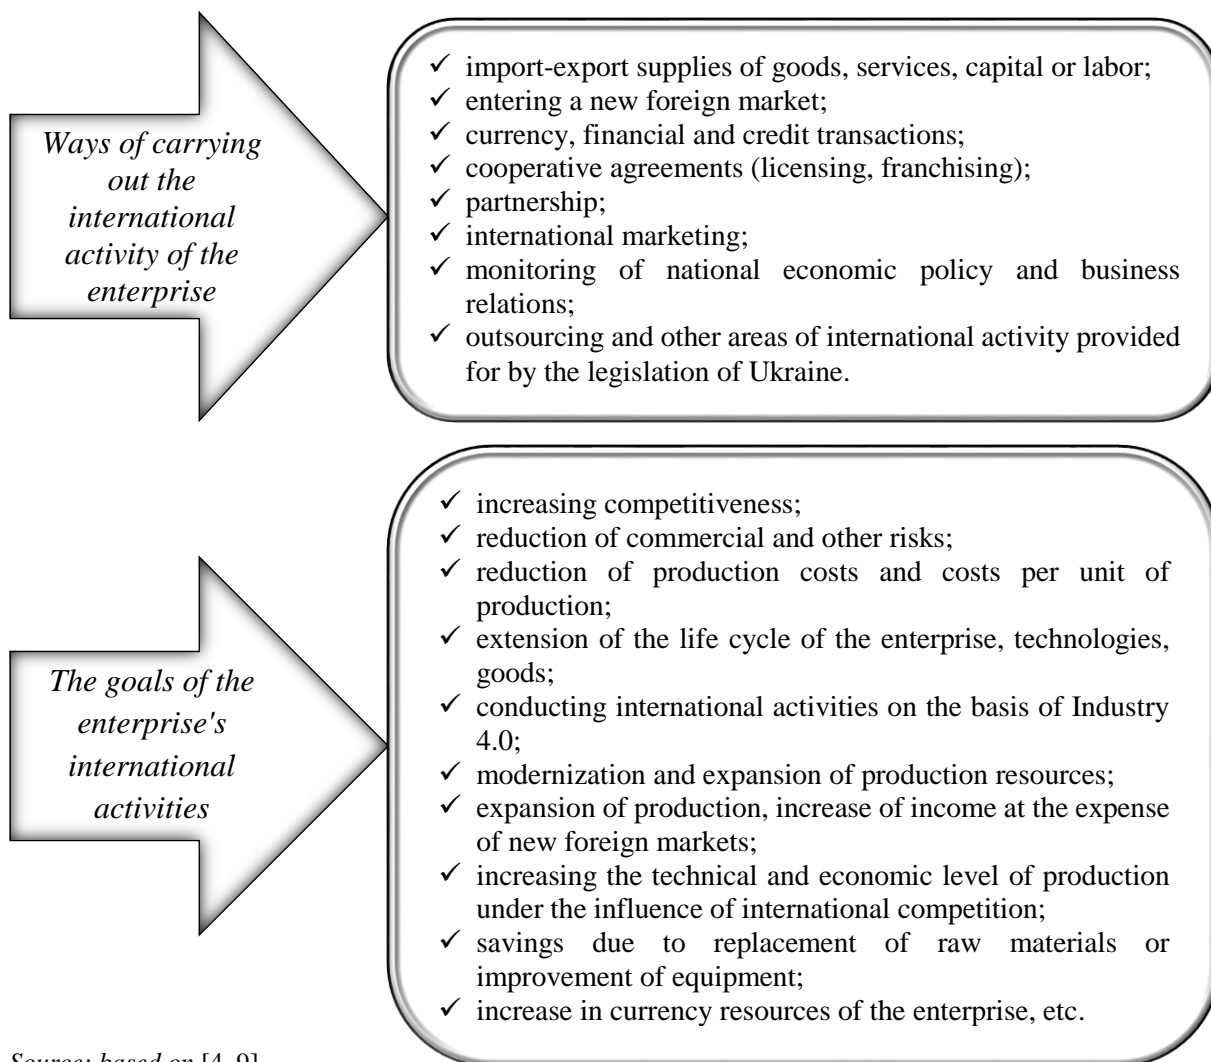 Ways of carrying
out the
international
activity of the
enterprise
✓ import-export supplies of goods, services, capital or labor;
✓ entering a new foreign market;
✓ currency, financial and credit transactions;
✓ cooperative agreements (licensing, franchising);
✓ partnership;
✓ international marketing;
✓ monitoring of national economic policy and business
relations;
✓ outsourcing and other areas of international activity provided
for by the legislation of Ukraine.
The goals of the
enterprise's
international
activities
✓ increasing competitiveness;
✓ reduction of commercial and other risks;
✓ reduction of production costs and costs per unit of
production;
✓ extension of the life cycle of the enterprise, technologies,
goods;
✓ conducting international activities on the basis of Industry
4.0;
✓ modernization and expansion of production resources;
✓ expansion of production, increase of income at the expense
of new foreign markets;
✓ increasing the technical and economic level of production
under the influence of international competition;
✓ savings due to replacement of raw materials or
improvement of equipment;
✓ increase in currency resources of the enterprise, etc.
Source: based on [4, 9]